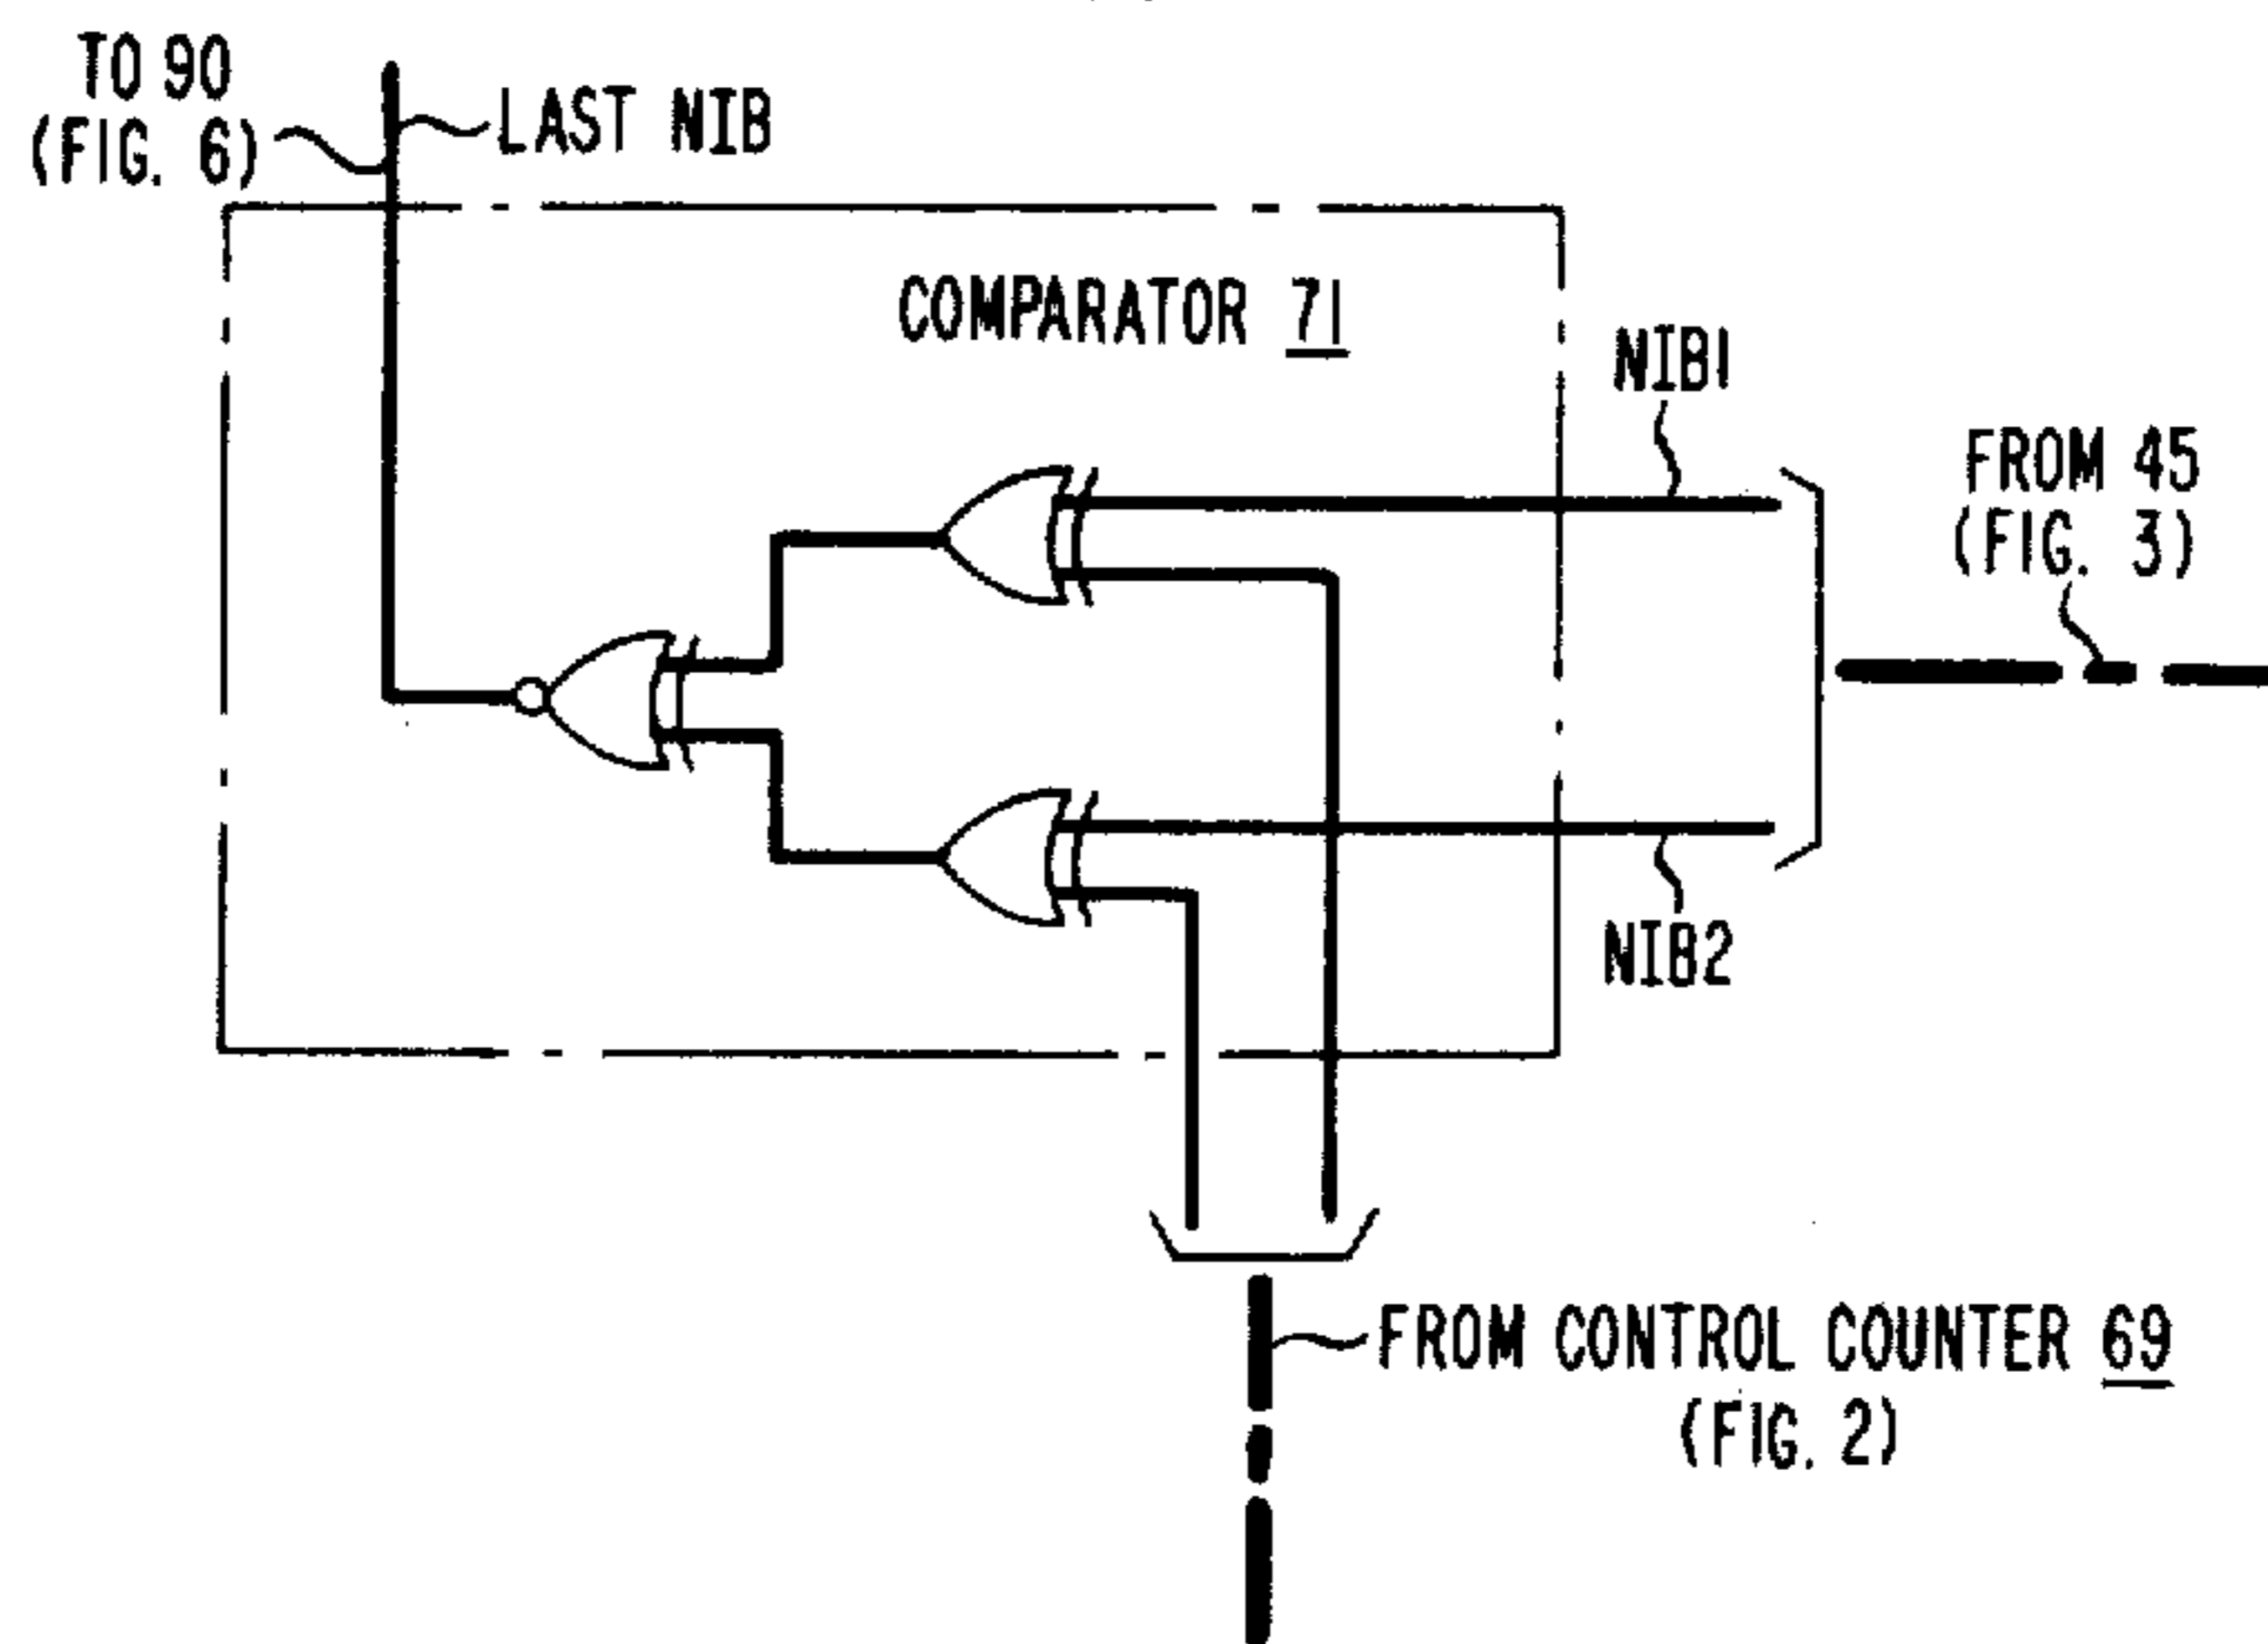 TO 90
(FIG. 6)
LAST NIB
COMPARATOR 71
NIB1
FROM 45
(FIG. 3)
NIB2
FROM CONTROL COUNTER 69
(FIG. 2)